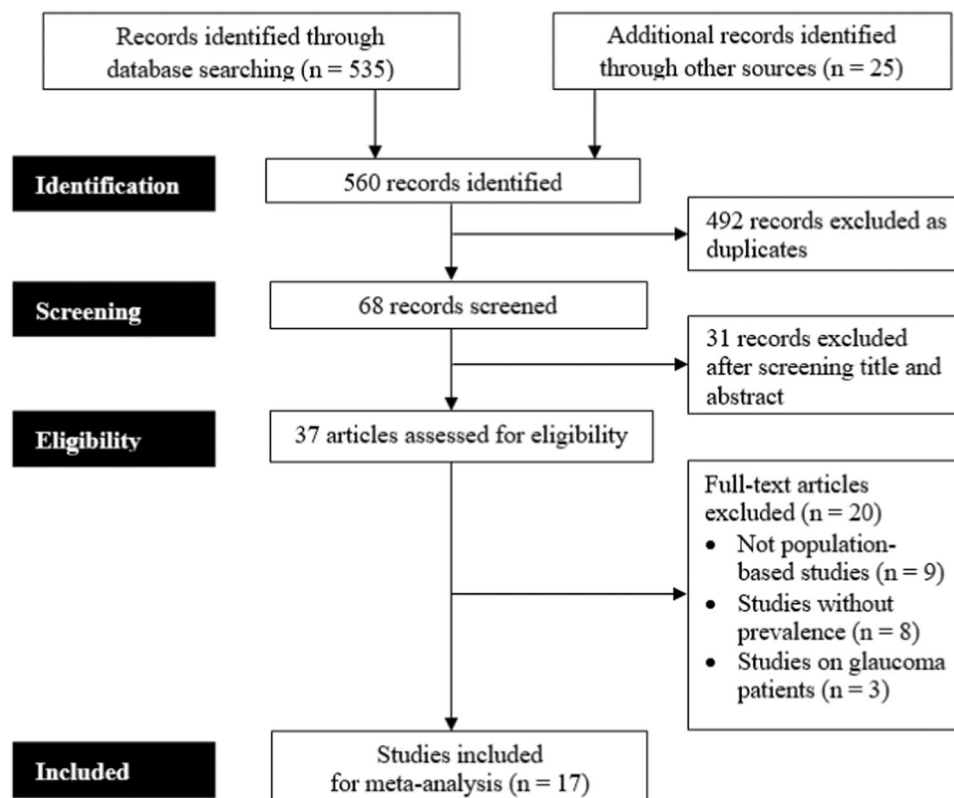 Records identified through
database searching (n = 535)
Additional records identified
through other sources (n = 25)
Identification
560 records identified
492 records excluded as
duplicates
Screening
68 records screened
31 records excluded
after screening title and
abstract
Eligibility
37 articles assessed for eligibility
Full-text articles
excluded (n = 20)
• Not population-
based studies (n = 9)
• Studies without
prevalence (n = 8)
• Studies on glaucoma
patients (n = 3)
Included
Studies included
for meta-analysis (n = 17)